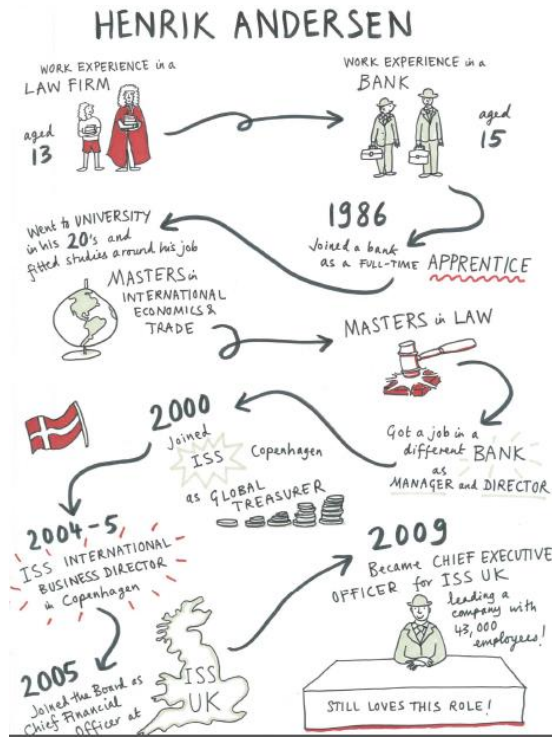 HENRIK ANDERSEN
WORK EXPERIENCE in a
LAW FIRM
aged
13
WORK EXPERIENCE in a
BANK
aged
15
1986
Joined a bank
as a FULL-TIME APPRENTICE
Went to UNIVERSITY
in his 20's and
fitted studies around his job
MASTERS in
INTERNATIONAL
ECONOMICS &
TRADE
MASTERS in LAW
Got a job in a
different BANK
as
MANAGER and DIRECTOR
2000
Joined
ISS Copenhagen
as GLOBAL
TREASURER
2004-5
ISS INTERNATIONAL
BUSINESS DIRECTOR
in Copenhagen
2005
Joined the Board as
Chief Financial
Officer at
ISS
UK
2009
Became CHIEF EXECUTIVE
OFFICER for ISS UK
leading a
company with
43,000
employees!
STILL LOVES THIS ROLE!